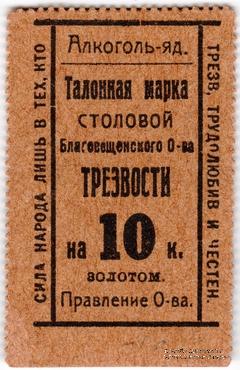 Алкоголь-яд.
Талонная марка
СТОЛОВОЙ
Благовещенского О-ва
ТРЕЗВОСТИ
на 10 к.
золотом.
Правление О-ва.
СИЛА НАРОДА ЛИШЬ В ТЕХ, КТО
ТРЕЗВ, ТРУДОЛЮБИВ И ЧЕСТЕН.